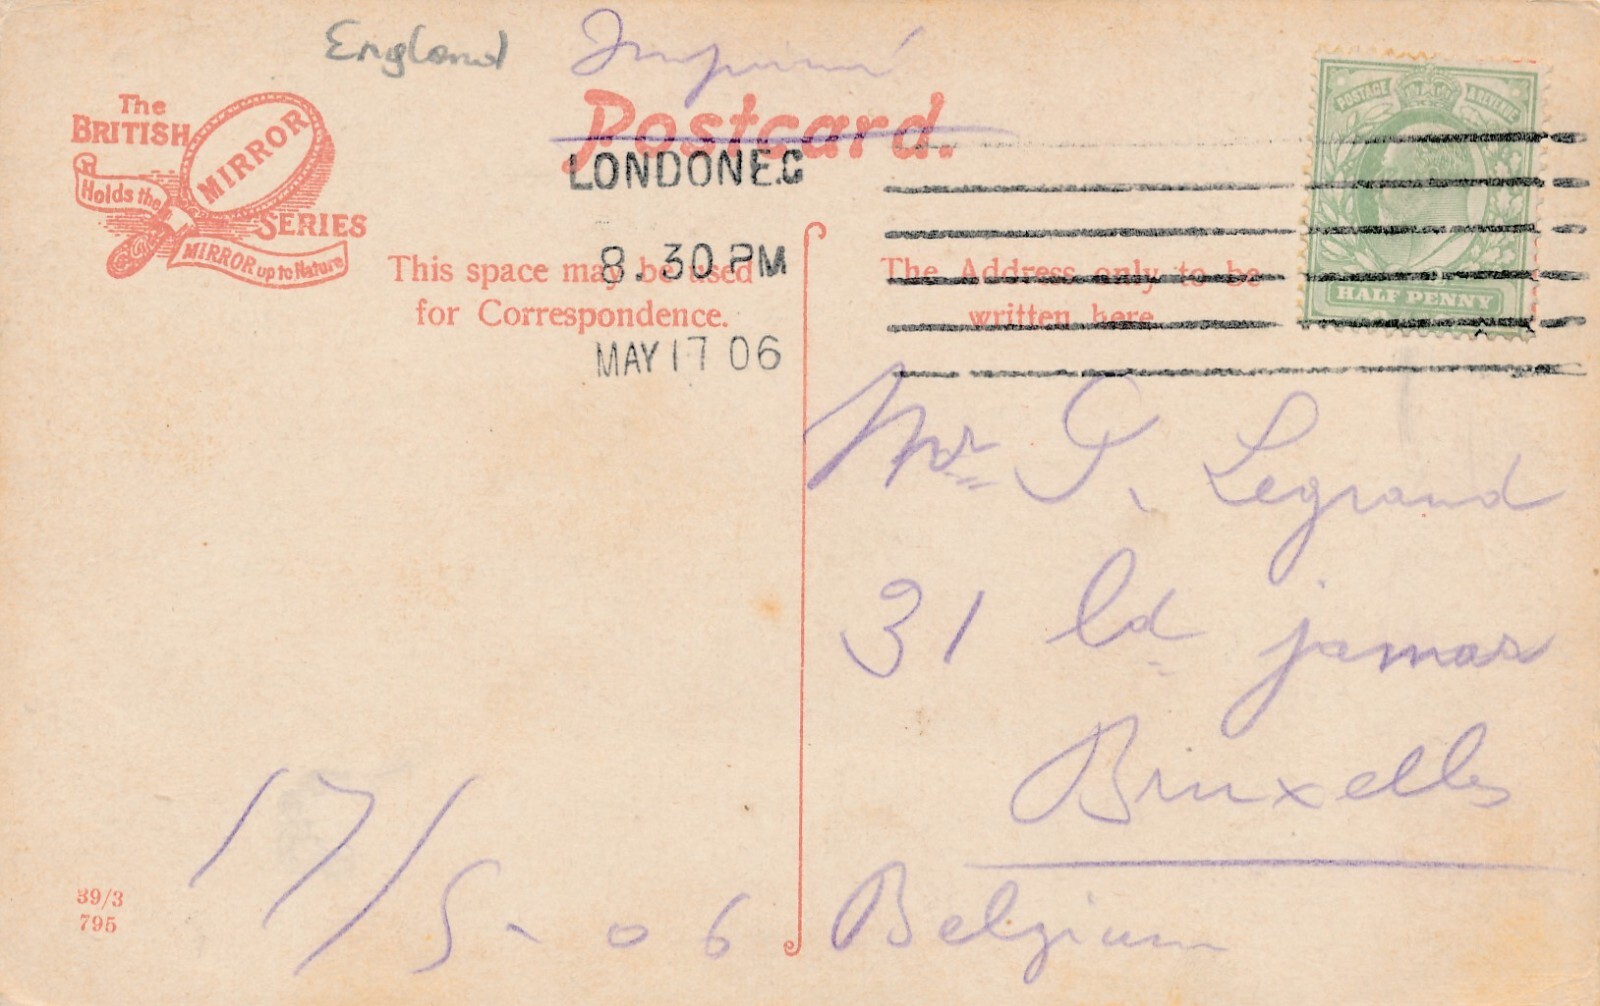 England Imprimé
Postcard.
The
BRITISH
MIRROR
SERIES
Holds the
MIRROR up to Nature
LONDON E.C
8.30 PM
MAY 17 06
This space may be used
for Correspondence.
The Address only to be
written here
POSTAGE & REVENUE
HALF PENNY
Mr G. Legrand
31 Bd jamar
Bruxelles
Belgium
17/5-06
39/3
795